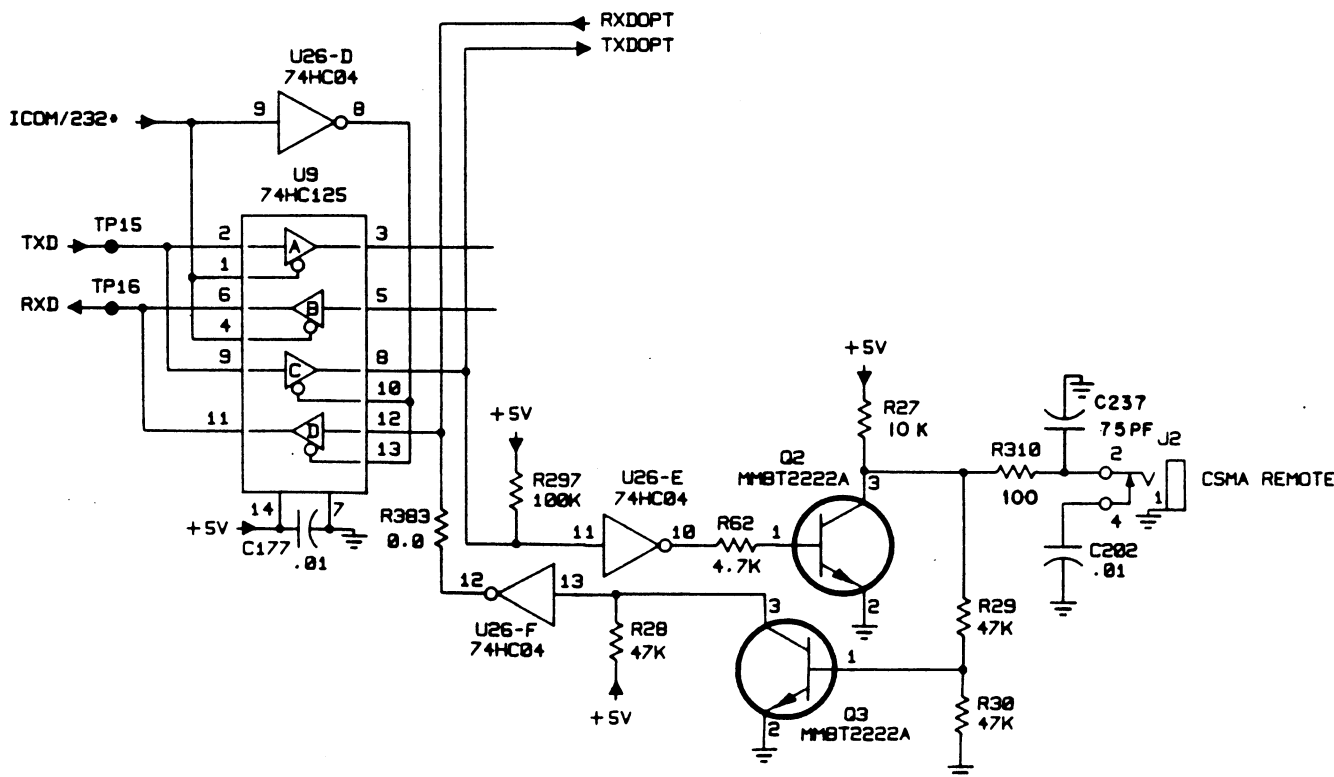 RXDOPT
TXDOPT
U26-D
74HC04
9
8
ICOM/232*
U9
74HC125
TXD
TP15
2
A
3
1
RXD
TP16
6
B
5
4
9
C
8
10
11
D
12
13
14
7
+5V
C177
.01
R383
0.0
+5V
R297
100K
U26-E
74HC04
11
10
R62
4.7K
1
Q2
MMBT2222A
3
2
+5V
R27
10K
R310
100
C237
75PF
2
J2
1
CSMA REMOTE
4
C202
.01
12
13
U26-F
74HC04
R28
47K
+5V
3
1
2
Q3
MMBT2222A
R29
47K
R30
47K